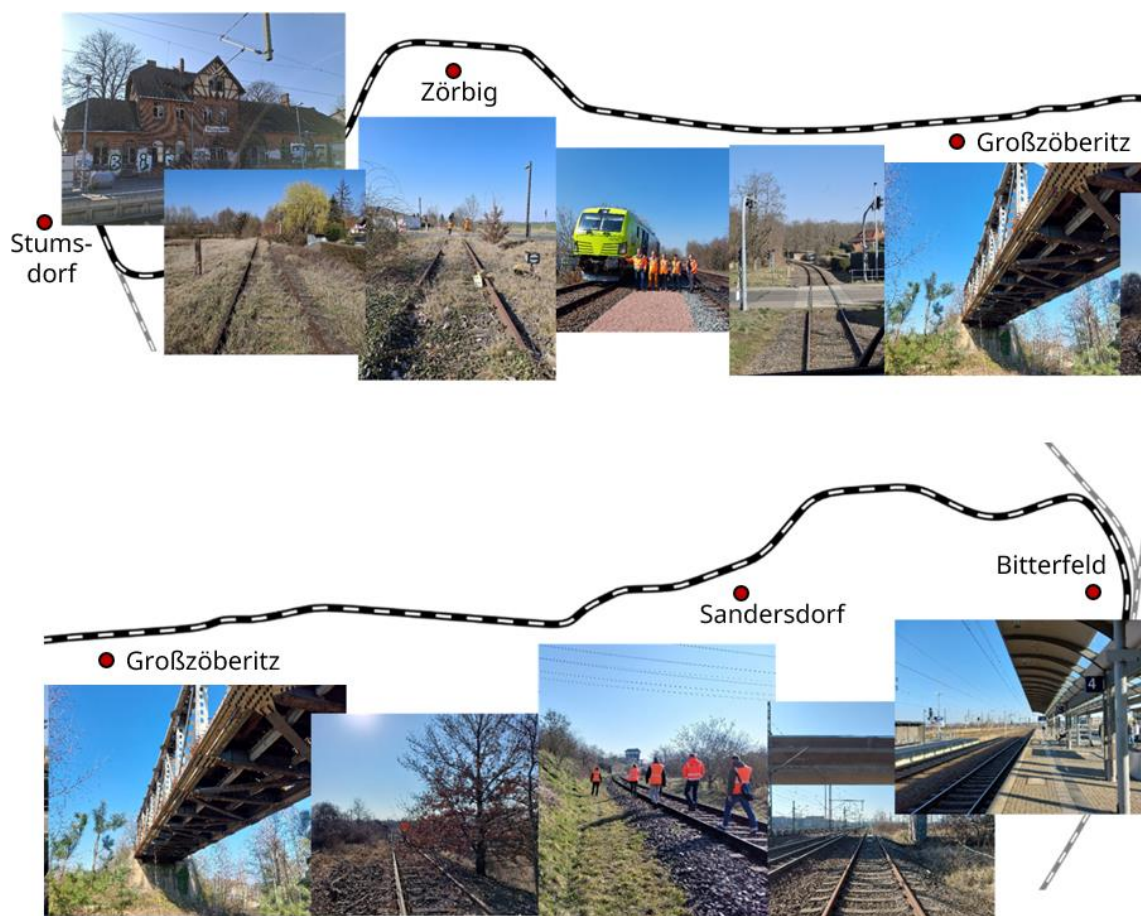 Zörbig
Großzöberitz
Stums-
dorf
Bitterfeld
Sandersdorf
Großzöberitz
4